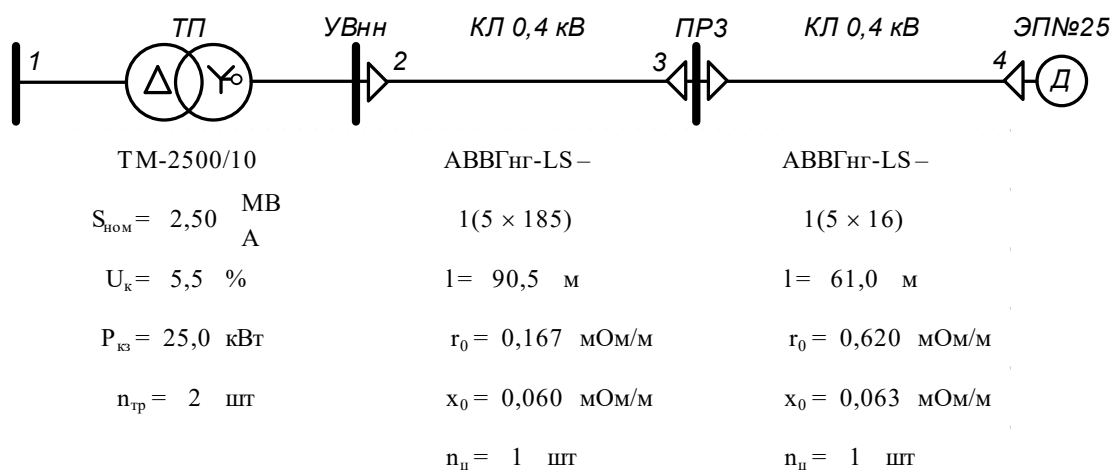 ТП УВнн КЛ 0,4 кВ ПР3 КЛ 0,4 кВ ЭП№25
1 2 3 4 Д
ТМ-2500/10 АВВГнг-LS – АВВГнг-LS –
Sном = 2,50 МВА 1(5 × 185) 1(5 × 16)
Uк = 5,5 % l = 90,5 м l = 61,0 м
Pкз = 25,0 кВт r0 = 0,167 мОм/м r0 = 0,620 мОм/м
nтр = 2 шт x0 = 0,060 мОм/м x0 = 0,063 мОм/м
nц = 1 шт nц = 1 шт